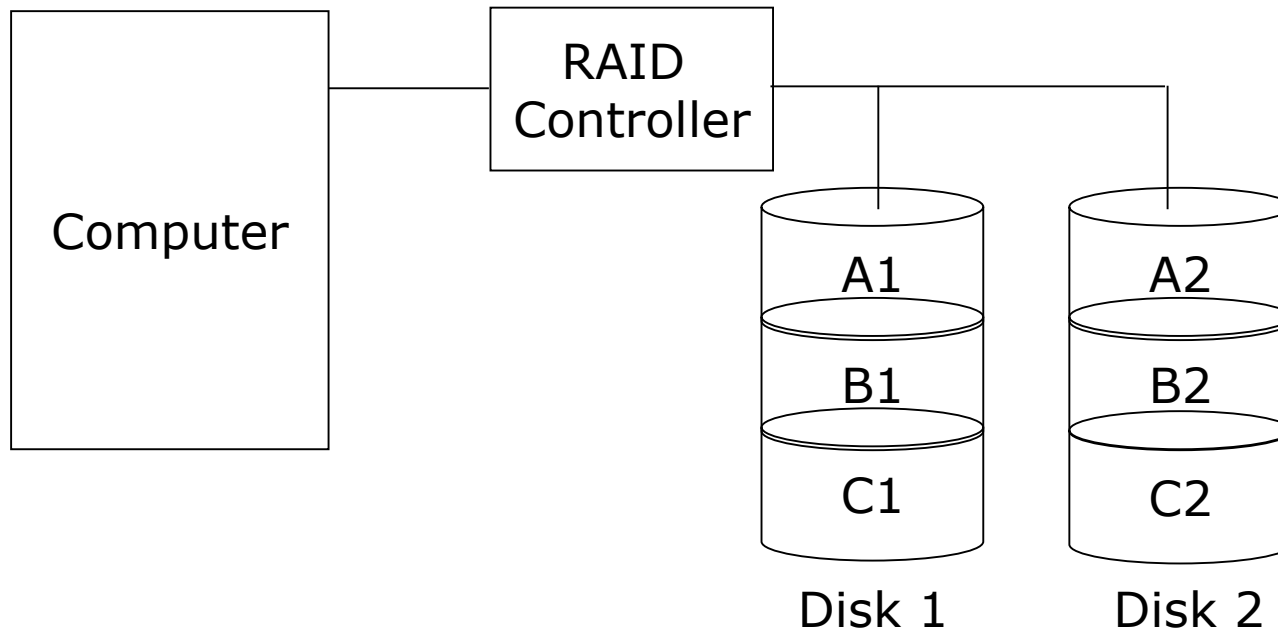 RAID
Controller
Computer
A1
A2
B1
B2
C1
C2
Disk 1
Disk 2